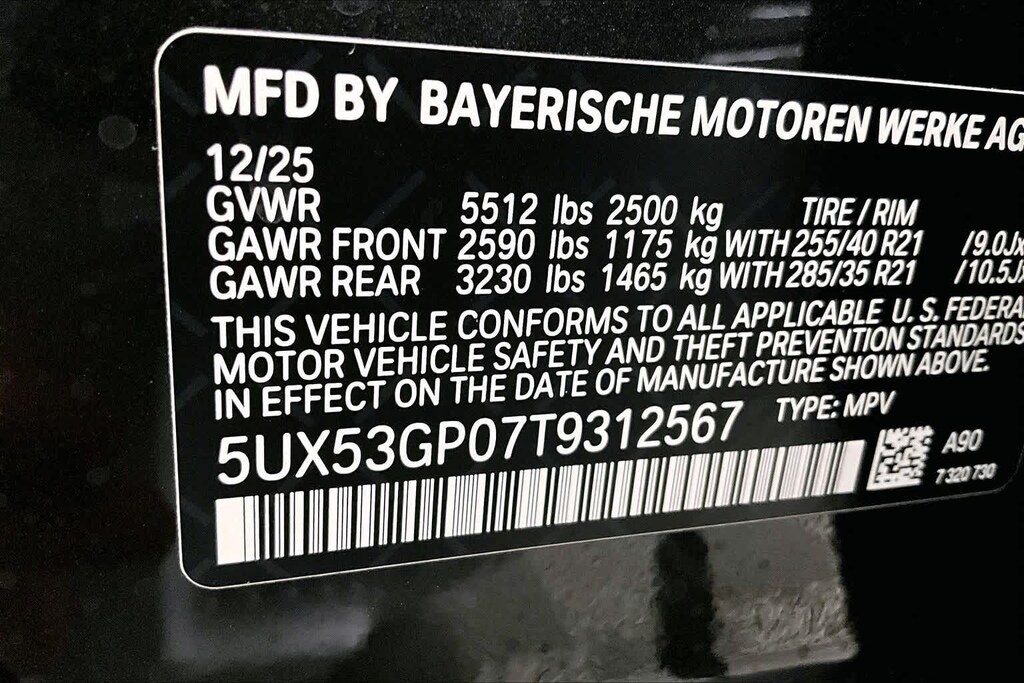 MFD BY BAYERISCHE MOTOREN WERKE AG
12/25
GVWR 5512 lbs 2500 kg TIRE / RIM
GAWR FRONT 2590 lbs 1175 kg WITH 255/40 R21 /9.0Jx
GAWR REAR 3230 lbs 1465 kg WITH 285/35 R21 /10.5Jx
THIS VEHICLE CONFORMS TO ALL APPLICABLE U.S. FEDERAL
MOTOR VEHICLE SAFETY AND THEFT PREVENTION STANDARDS
IN EFFECT ON THE DATE OF MANUFACTURE SHOWN ABOVE.
5UX53GP07T9312567 TYPE: MPV
A90
7 320 730